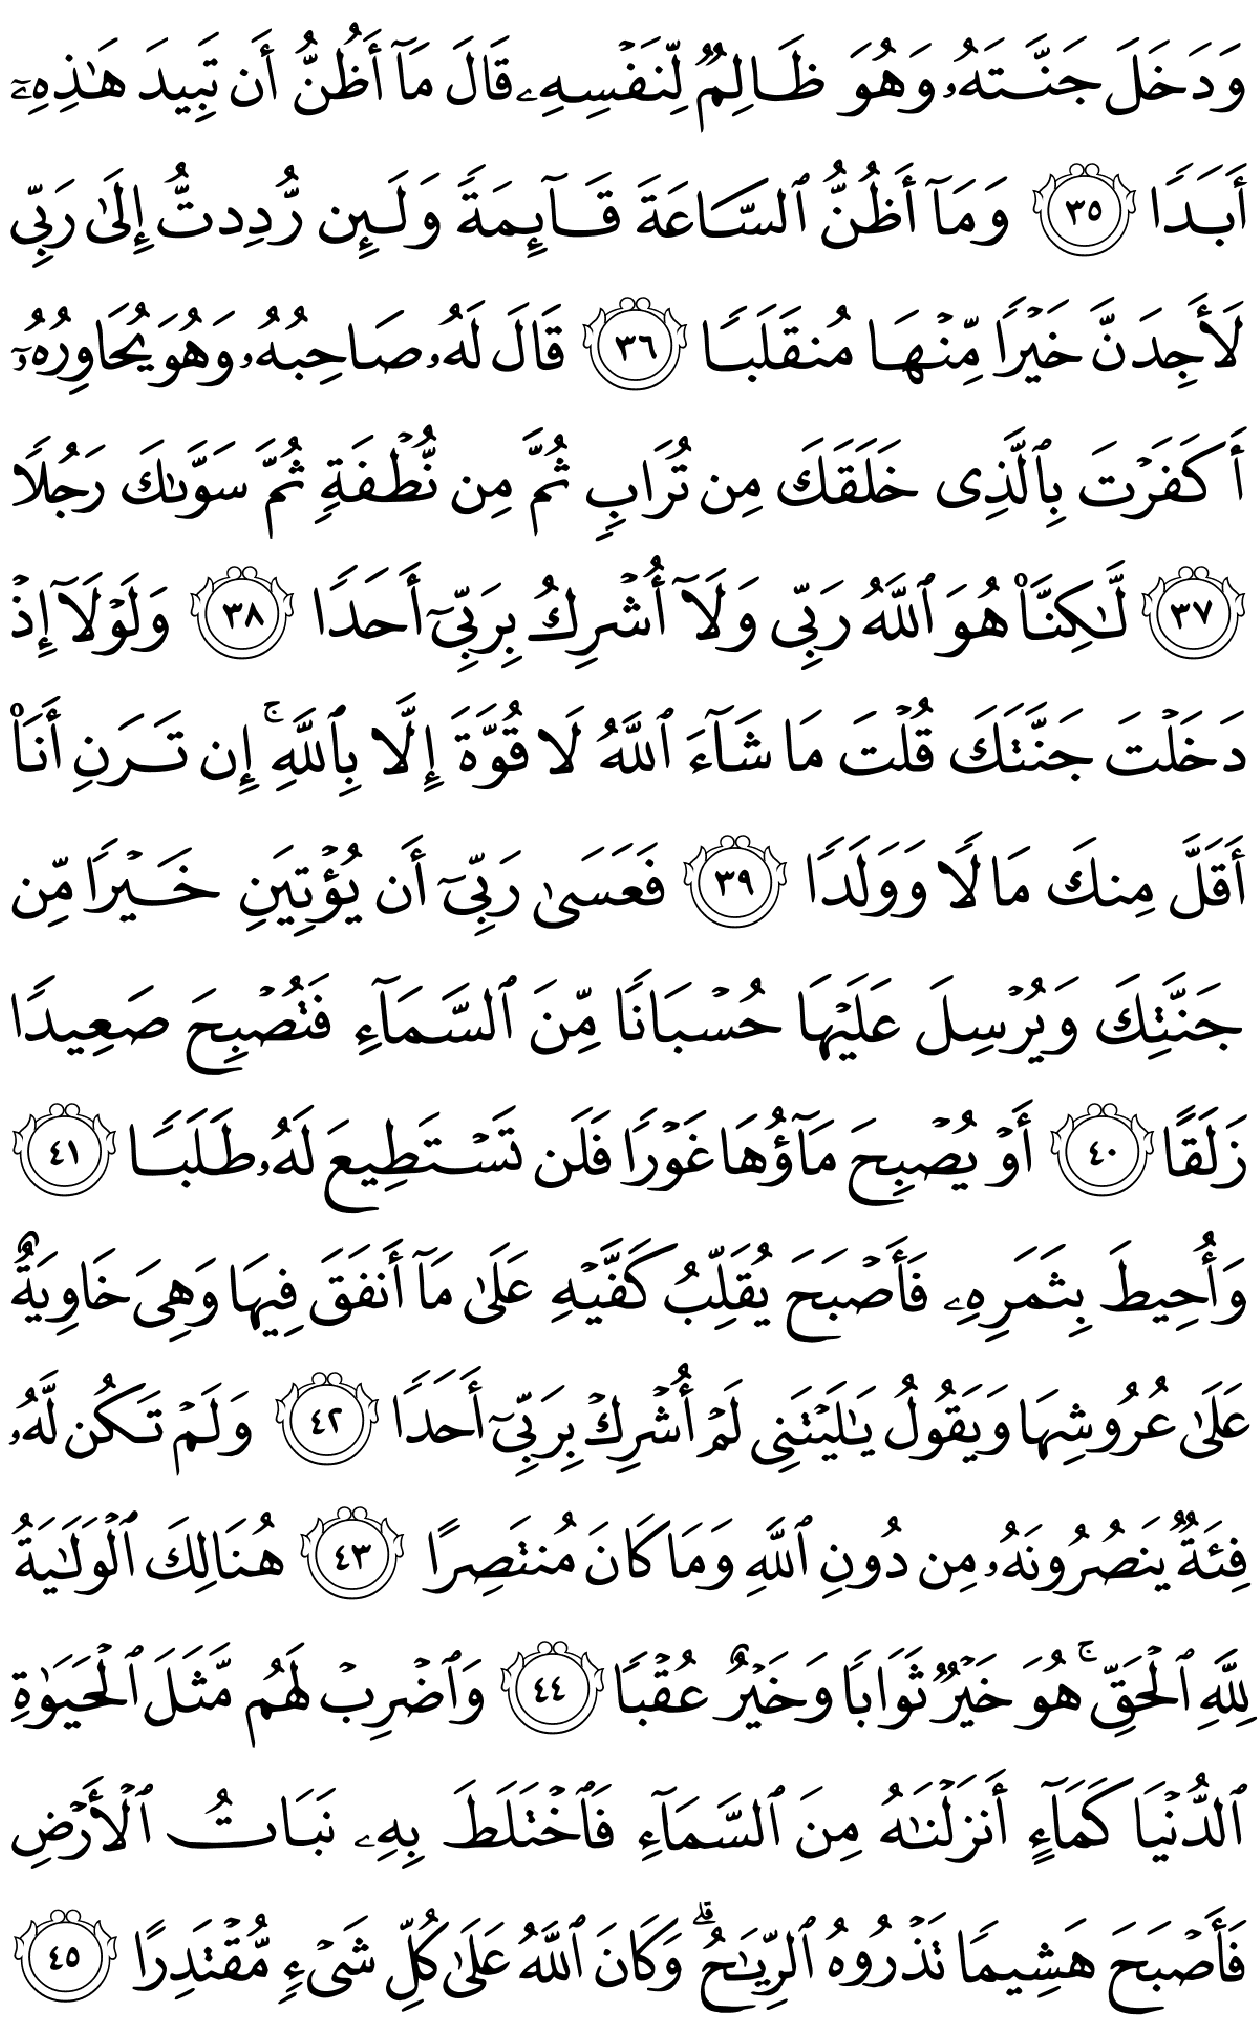 وَدَخَلَ جَنَّتَهُۥ وَهُوَ ظَالِمٌ لِّنَفْسِهِۦ قَالَ مَآ أَظُنُّ أَن تَبِيدَ هَٰذِهِۦٓ
أَبَدًا ٣٥ وَمَآ أَظُنُّ ٱلسَّاعَةَ قَآئِمَةً وَلَئِن رُّدِدتُّ إِلَىٰ رَبِّى
لَأَجِدَنَّ خَيْرًا مِّنْهَا مُنقَلَبًا ٣٦ قَالَ لَهُۥ صَاحِبُهُۥ وَهُوَ يُحَاوِرُهُۥٓ
أَكَفَرْتَ بِٱلَّذِى خَلَقَكَ مِن تُرَابٍ ثُمَّ مِن نُّطْفَةٍ ثُمَّ سَوَّىٰكَ رَجُلًا
٣٧ لَّٰكِنَّا۠ هُوَ ٱللَّهُ رَبِّى وَلَآ أُشْرِكُ بِرَبِّىٓ أَحَدًا ٣٨ وَلَوْلَآ إِذْ
دَخَلْتَ جَنَّتَكَ قُلْتَ مَا شَآءَ ٱللَّهُ لَا قُوَّةَ إِلَّا بِٱللَّهِ ۚ إِن تَرَنِ أَنَا۠
أَقَلَّ مِنكَ مَالًا وَوَلَدًا ٣٩ فَعَسَىٰ رَبِّىٓ أَن يُؤْتِيَنِ خَيْرًا مِّن
جَنَّتِكَ وَيُرْسِلَ عَلَيْهَا حُسْبَانًا مِّنَ ٱلسَّمَآءِ فَتُصْبِحَ صَعِيدًا
زَلَقًا ٤٠ أَوْ يُصْبِحَ مَآؤُهَا غَوْرًا فَلَن تَسْتَطِيعَ لَهُۥ طَلَبًا ٤١
وَأُحِيطَ بِثَمَرِهِۦ فَأَصْبَحَ يُقَلِّبُ كَفَّيْهِ عَلَىٰ مَآ أَنفَقَ فِيهَا وَهِىَ خَاوِيَةٌ
عَلَىٰ عُرُوشِهَا وَيَقُولُ يَٰلَيْتَنِى لَمْ أُشْرِكْ بِرَبِّىٓ أَحَدًا ٤٢ وَلَمْ تَكُن لَّهُۥ
فِئَةٌ يَنصُرُونَهُۥ مِن دُونِ ٱللَّهِ وَمَا كَانَ مُنتَصِرًا ٤٣ هُنَالِكَ ٱلْوَلَٰيَةُ
لِلَّهِ ٱلْحَقِّ ۚ هُوَ خَيْرٌ ثَوَابًا وَخَيْرٌ عُقْبًا ٤٤ وَٱضْرِبْ لَهُم مَّثَلَ ٱلْحَيَوٰةِ
ٱلدُّنْيَا كَمَآءٍ أَنزَلْنَٰهُ مِنَ ٱلسَّمَآءِ فَٱخْتَلَطَ بِهِۦ نَبَاتُ ٱلْأَرْضِ
فَأَصْبَحَ هَشِيمًا تَذْرُوهُ ٱلرِّيَٰحُ ۗ وَكَانَ ٱللَّهُ عَلَىٰ كُلِّ شَىْءٍ مُّقْتَدِرًا ٤٥